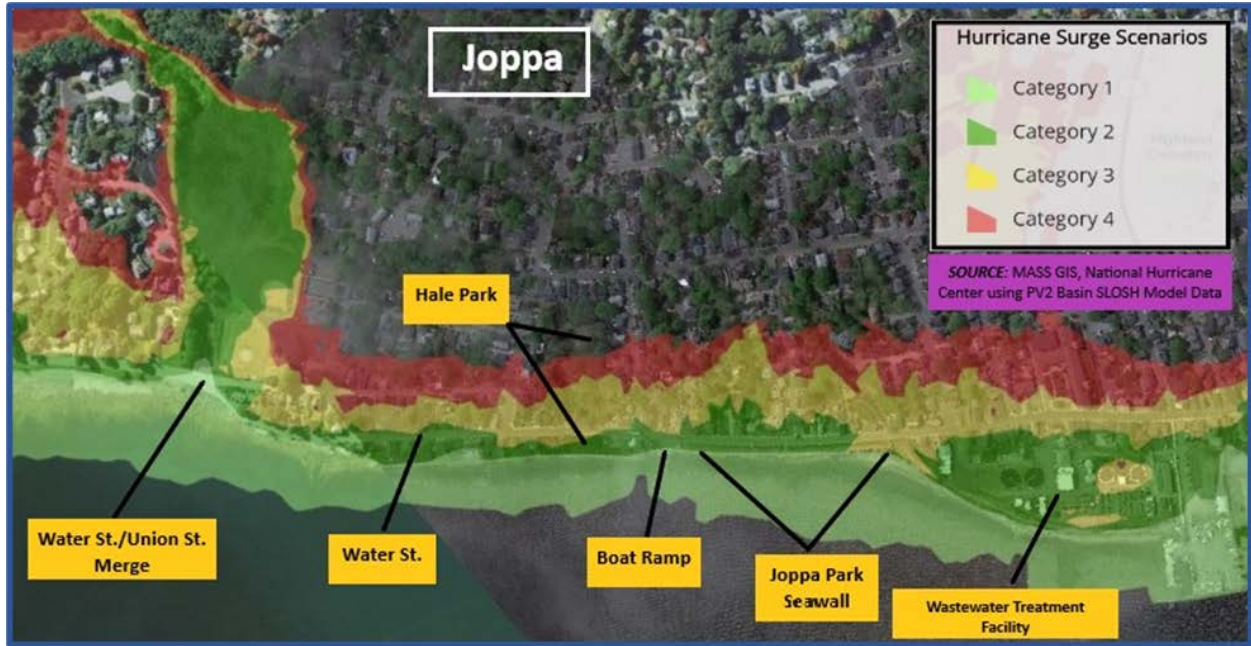 Joppa
Hurricane Surge Scenarios
Category 1
Category 2
Category 3
Category 4
SOURCE: MASS GIS, National Hurricane
Center using PV2 Basin SLOSH Model Data
Hale Park
Water St./Union St.
Merge
Water St.
Boat Ramp
Joppa Park
Seawall
Wastewater Treatment
Facility